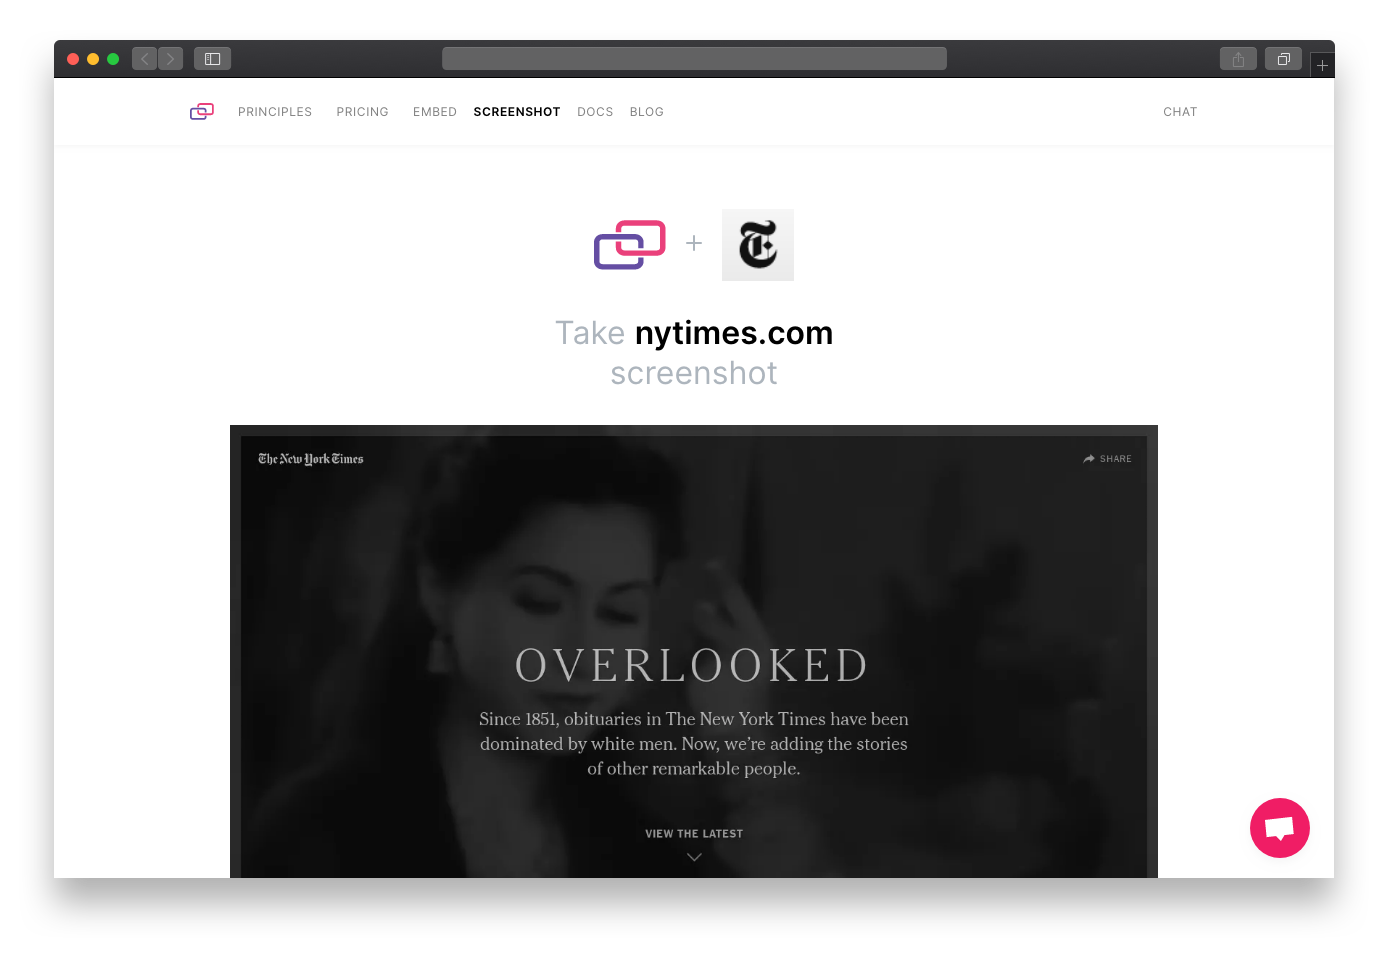 PRINCIPLES PRICING EMBED SCREENSHOT DOCS BLOG CHAT
Take nytimes.com
screenshot
The New York Times
SHARE
OVERLOOKED
Since 1851, obituaries in The New York Times have been
dominated by white men. Now, we’re adding the stories
of other remarkable people.
VIEW THE LATEST